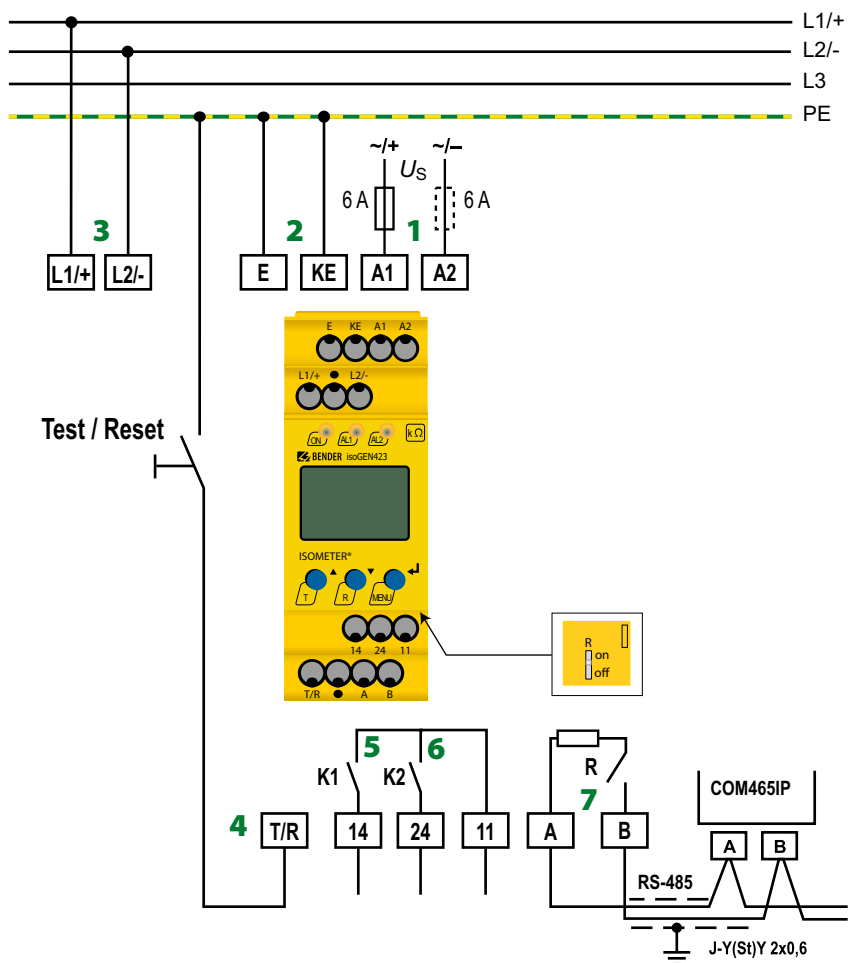 L1/+
L2/-
L3
PE
~/+
~/–
US
6 A
6 A
3
2
1
L1/+ L2/-
E KE A1 A2
E KE A1 A2
L1/+ L2/-
Test / Reset
ON AL1 AL2 kΩ
BENDER isoGEN423
ISOMETER®
T R MENU
14 24 11
T/R A B
R
on
off
5
6
K1
K2
R
7
4
T/R
14
24
11
A
B
COM465IP
A B
RS-485
J-Y(St)Y 2x0,6